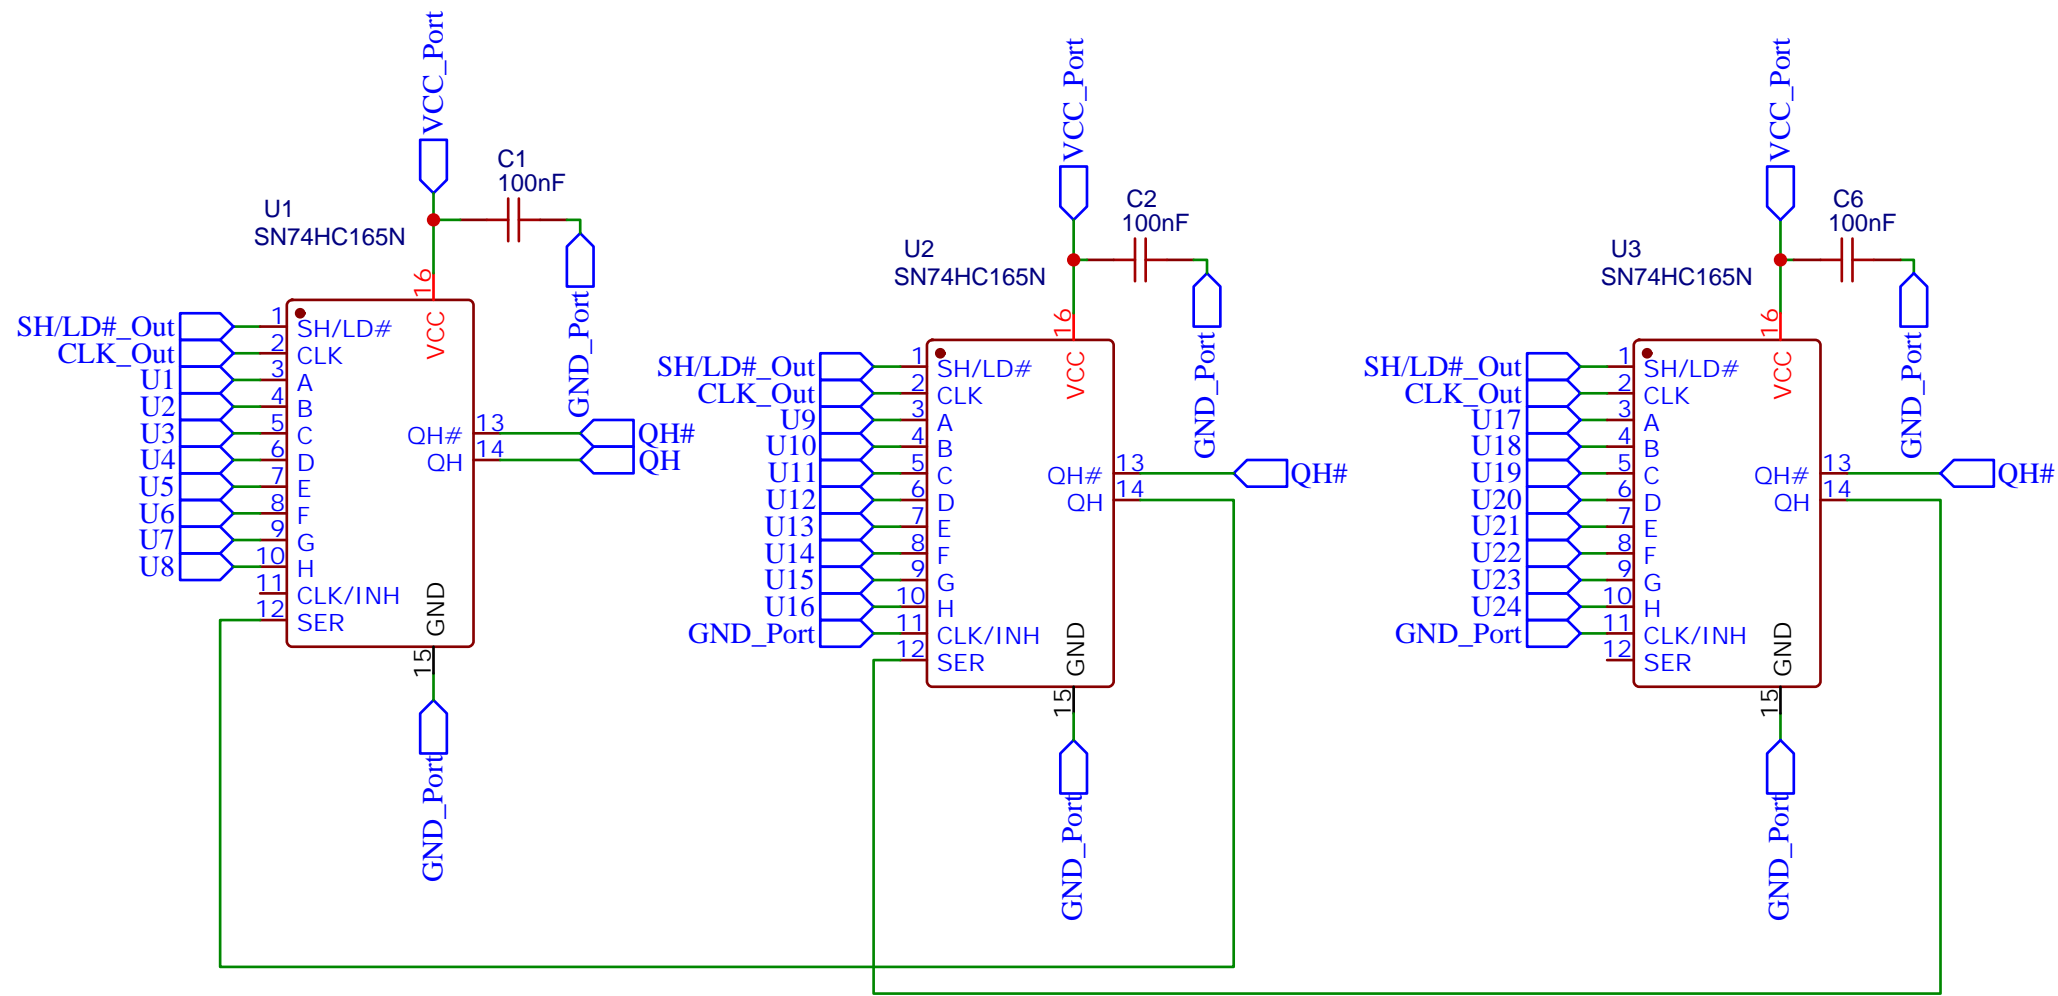 VCC_Port
C1
100nF
U1
SN74HC165N
GND_Port
16
VCC
SH/LD#_Out 1 SH/LD#
CLK_Out 2 CLK
U1 3 A
U2 4 B
U3 5 C
U4 6 D
U5 7 E
U6 8 F
U7 9 G
U8 10 H
11 CLK/INH
12 SER
QH# 13 QH#
QH 14 QH
GND
15
GND_Port
VCC_Port
C2
100nF
U2
SN74HC165N
GND_Port
16
VCC
SH/LD#_Out 1 SH/LD#
CLK_Out 2 CLK
U9 3 A
U10 4 B
U11 5 C
U12 6 D
U13 7 E
U14 8 F
U15 9 G
U16 10 H
GND_Port 11 CLK/INH
12 SER
QH# 13 QH#
QH 14
GND
15
GND_Port
VCC_Port
C6
100nF
U3
SN74HC165N
GND_Port
16
VCC
SH/LD#_Out 1 SH/LD#
CLK_Out 2 CLK
U17 3 A
U18 4 B
U19 5 C
U20 6 D
U21 7 E
U22 8 F
U23 9 G
U24 10 H
GND_Port 11 CLK/INH
12 SER
QH# 13 QH#
QH 14
GND
15
GND_Port